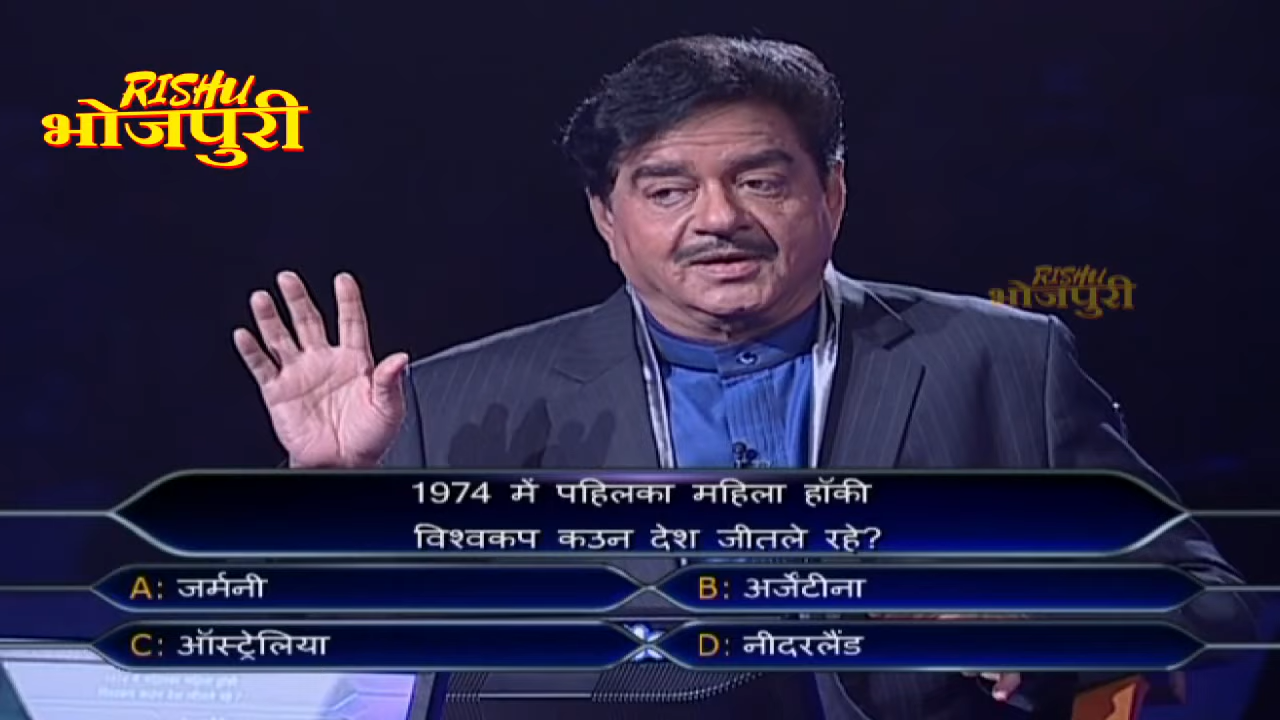 RISHU
भोजपुरी
RISHU
भोजपुरी
1974 में पहिलका महिला हॉकी
विश्वकप कउन देश जीतले रहे?
A: जर्मनी
B: अर्जेंटीना
C: ऑस्ट्रेलिया
D: नीदरलैंड